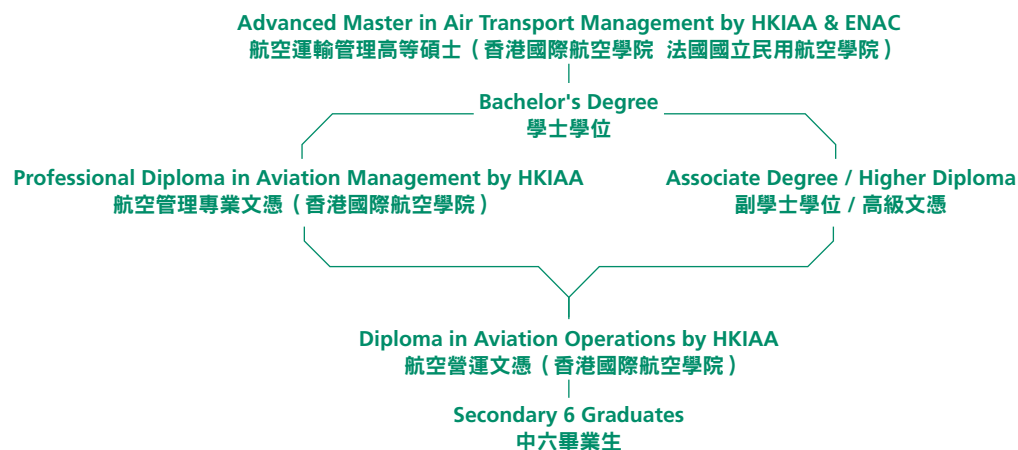 Advanced Master in Air Transport Management by HKIAA & ENAC
航空運輸管理高等碩士（香港國際航空學院 法國國立民用航空學院）
Bachelor's Degree
學士學位
Professional Diploma in Aviation Management by HKIAA
航空管理專業文憑（香港國際航空學院）
Associate Degree / Higher Diploma
副學士學位 / 高級文憑
Diploma in Aviation Operations by HKIAA
航空營運文憑（香港國際航空學院）
Secondary 6 Graduates
中六畢業生